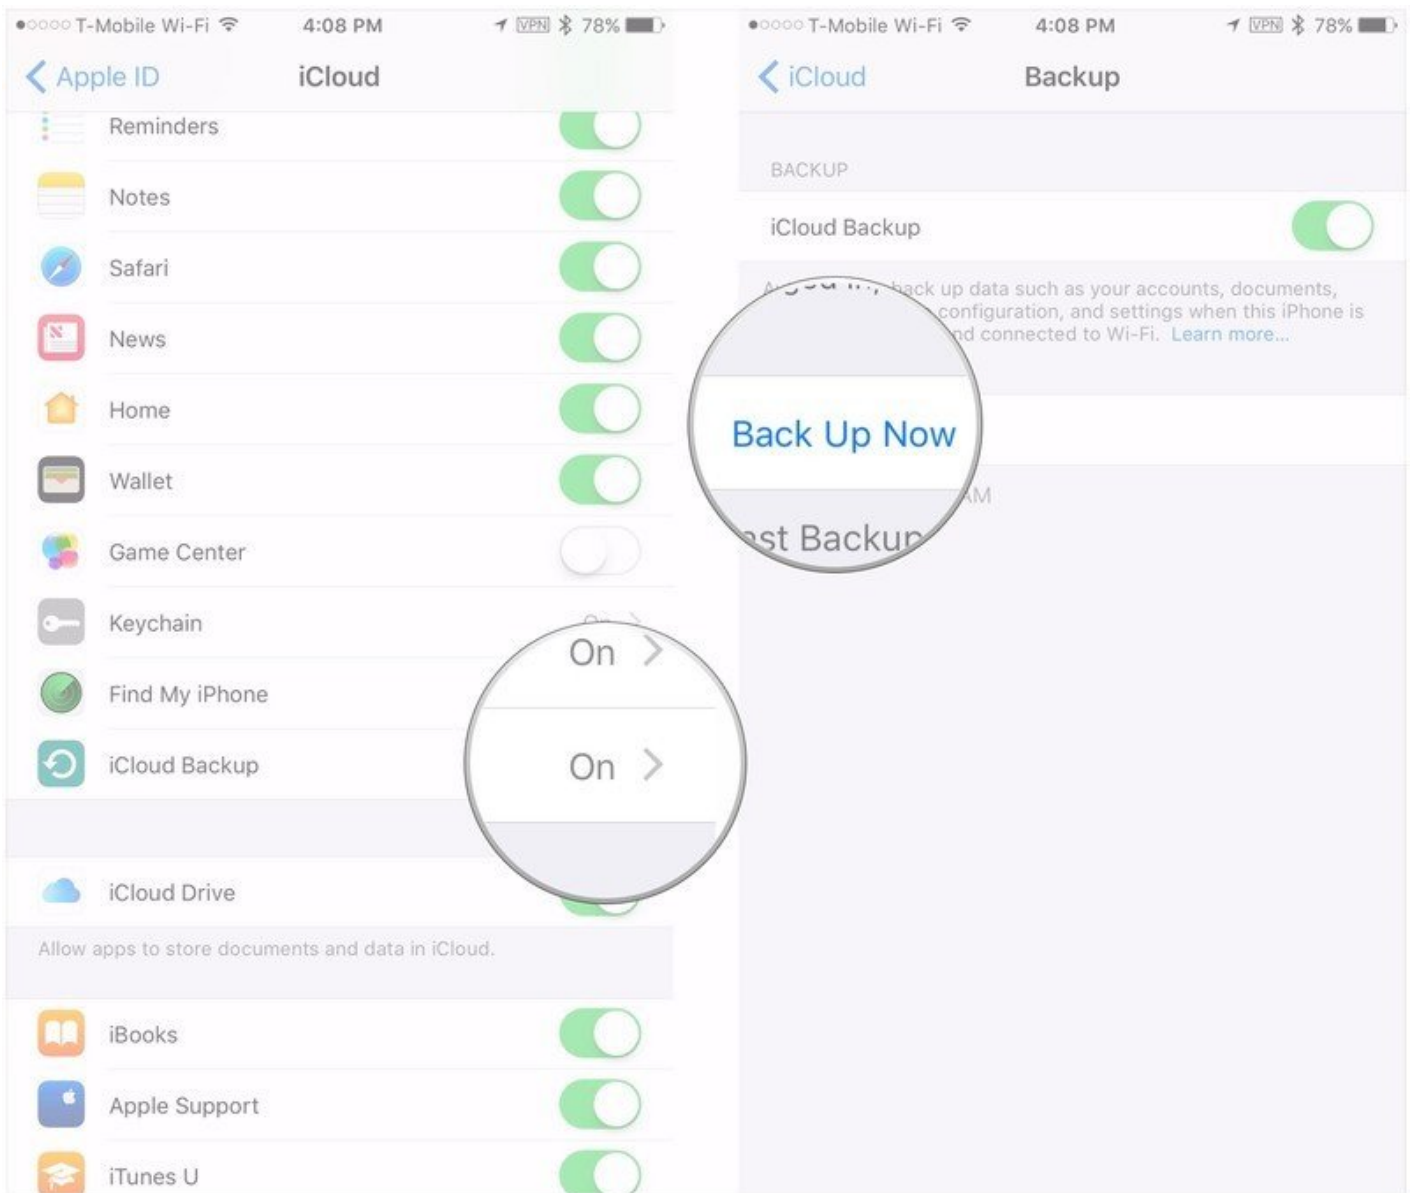 T-Mobile Wi-Fi 4:08 PM VPN 78%
Apple ID iCloud
Reminders
Notes
Safari
News
Home
Wallet
Game Center
Keychain On
Find My iPhone On
iCloud Backup On
iCloud Drive
Allow apps to store documents and data in iCloud.
iBooks
Apple Support
iTunes U
T-Mobile Wi-Fi 4:08 PM VPN 78%
iCloud Backup
BACKUP
iCloud Backup
back up data such as your accounts, documents,
configuration, and settings when this iPhone is
connected to Wi-Fi. Learn more...
Back Up Now
Backup AM